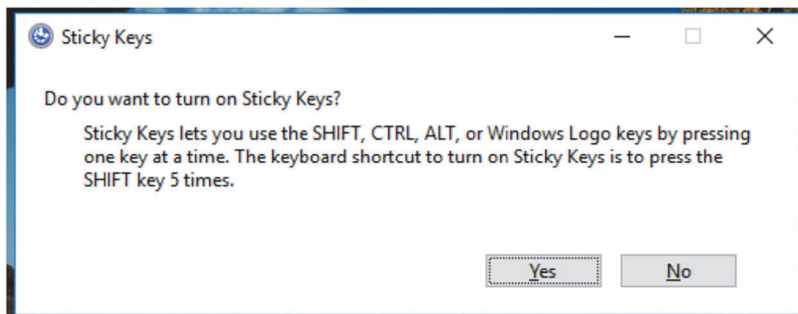 Sticky Keys
Do you want to turn on Sticky Keys?
Sticky Keys lets you use the SHIFT, CTRL, ALT, or Windows Logo keys by pressing
one key at a time. The keyboard shortcut to turn on Sticky Keys is to press the
SHIFT key 5 times.
Yes No